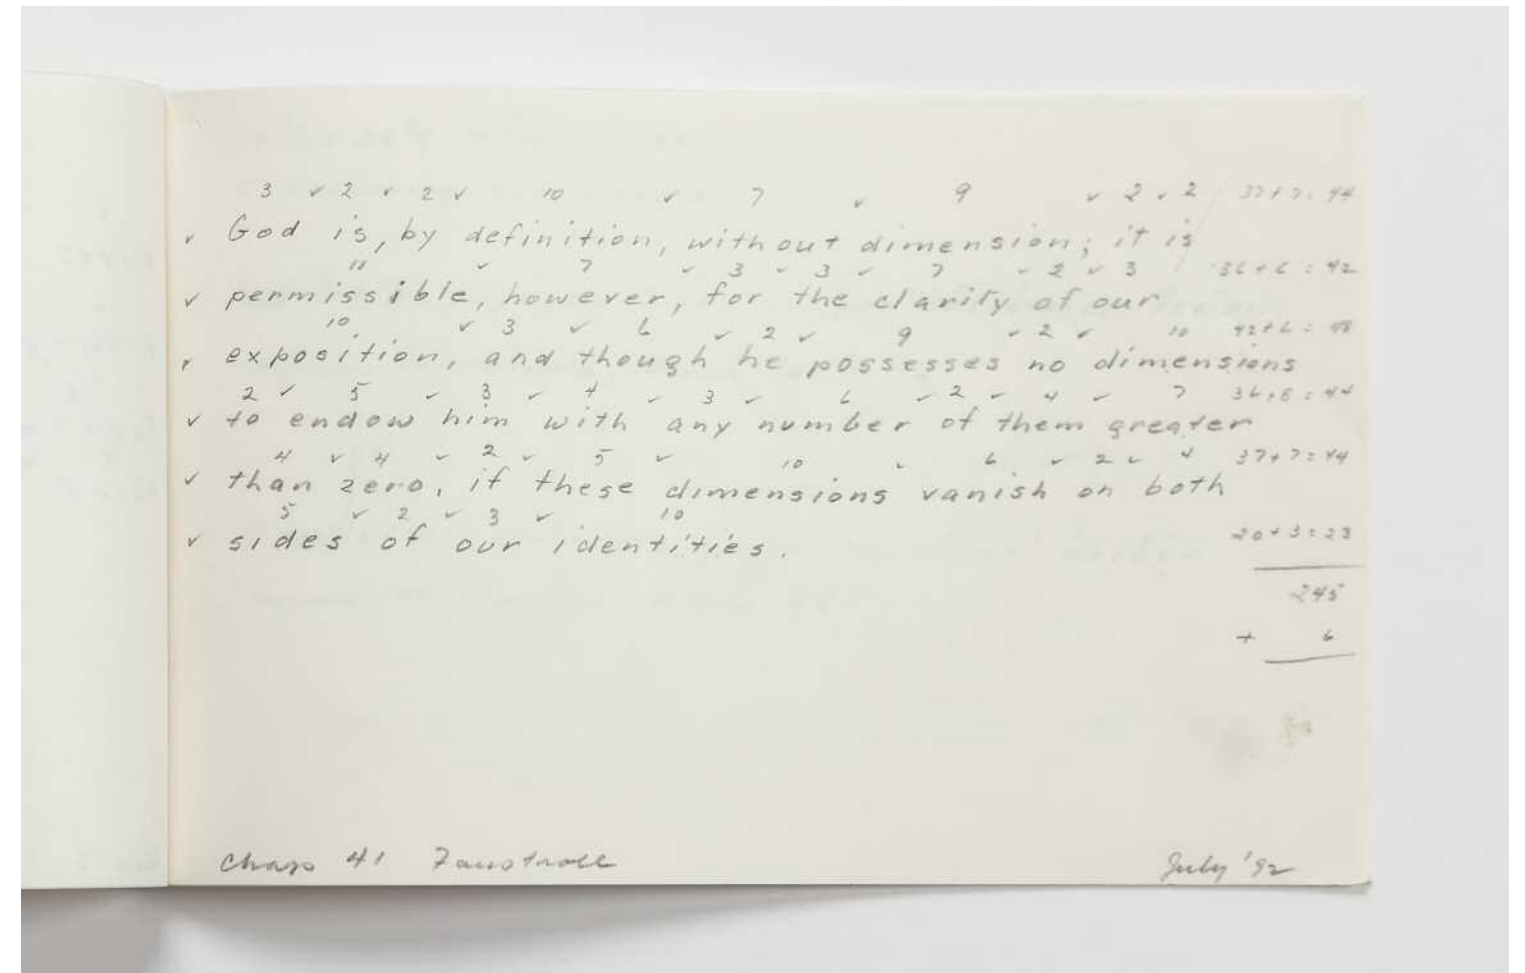 3 ✓ 2 ✓ 2 ✓ 10 ✓ 7 ✓ 9 ✓ 2 ✓ 2 37+7=44
✓ God is, by definition, without dimension; it is
11 ✓ 7 ✓ 3 ✓ 3 ✓ 7 ✓ 2 ✓ 3 36+6=42
✓ permissible, however, for the clarity of our
10 ✓ 3 ✓ 6 ✓ 2 ✓ 9 ✓ 2 ✓ 10 42+6=48
✓ exposition, and though he possesses no dimensions
2 ✓ 5 ✓ 3 ✓ 4 ✓ 3 ✓ 6 ✓ 2 ✓ 4 ✓ 7 36+8=44
✓ to endow him with any number of them greater
4 ✓ 4 ✓ 2 ✓ 5 ✓ 10 ✓ 6 ✓ 2 ✓ 4 37+7=44
✓ than zero, if these dimensions vanish on both
5 ✓ 2 ✓ 3 ✓ 10
✓ sides of our identities.
20+3=23
245
+ 6
Chap 41 Faustroll July '92